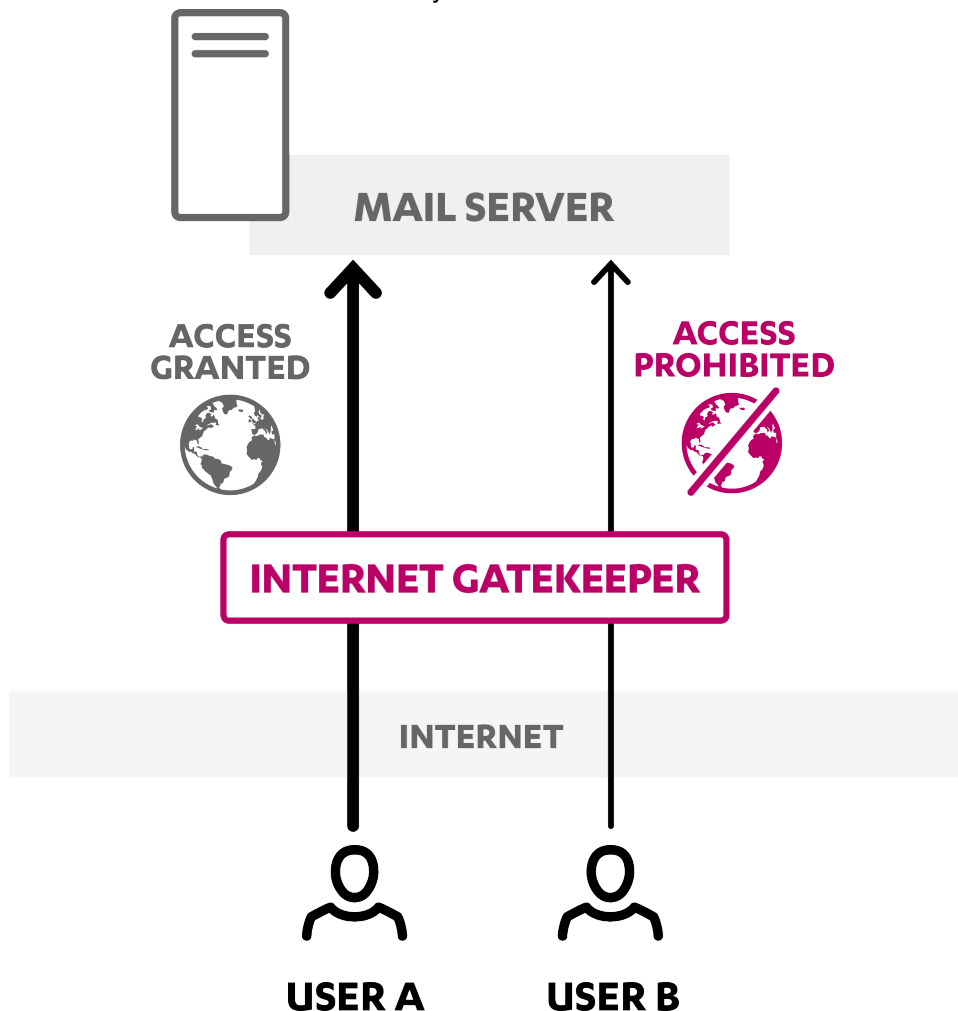 MAIL SERVER
ACCESS
GRANTED
ACCESS
PROHIBITED
INTERNET GATEKEEPER
INTERNET
USER A
USER B